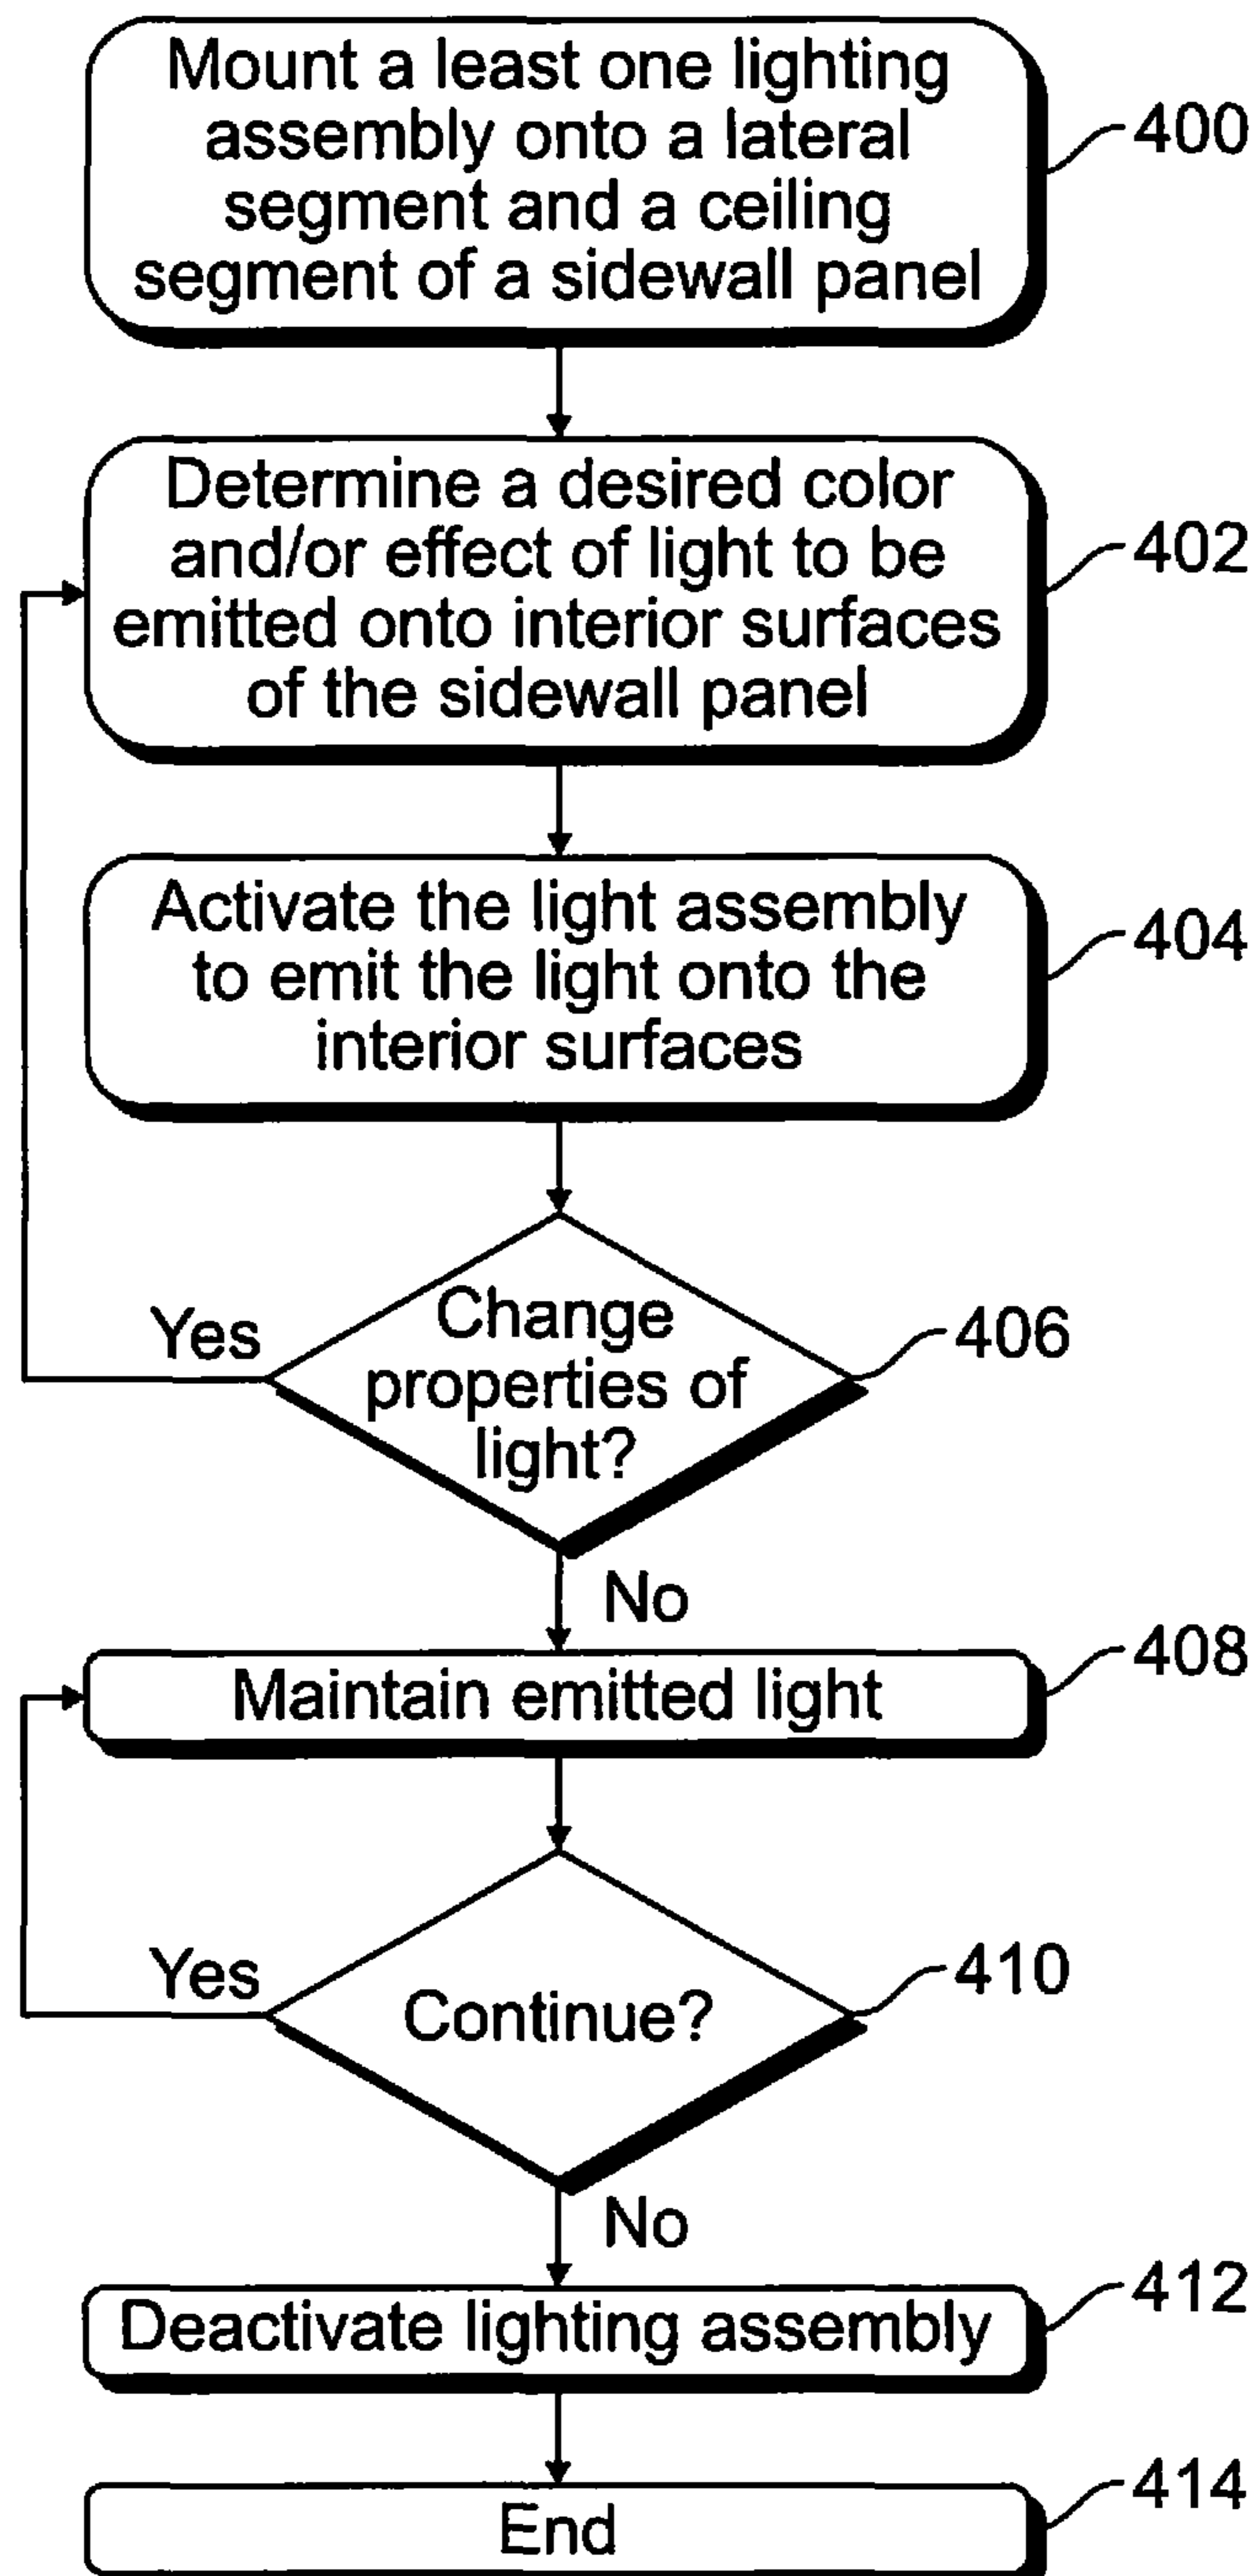 Mount a least one lighting
assembly onto a lateral
segment and a ceiling
segment of a sidewall panel
400
Determine a desired color
and/or effect of light to be
emitted onto interior surfaces
of the sidewall panel
402
Activate the light assembly
to emit the light onto the
interior surfaces
404
Change
properties of
light?
406
Yes
No
Maintain emitted light
408
Continue?
410
Yes
No
Deactivate lighting assembly
412
End
414